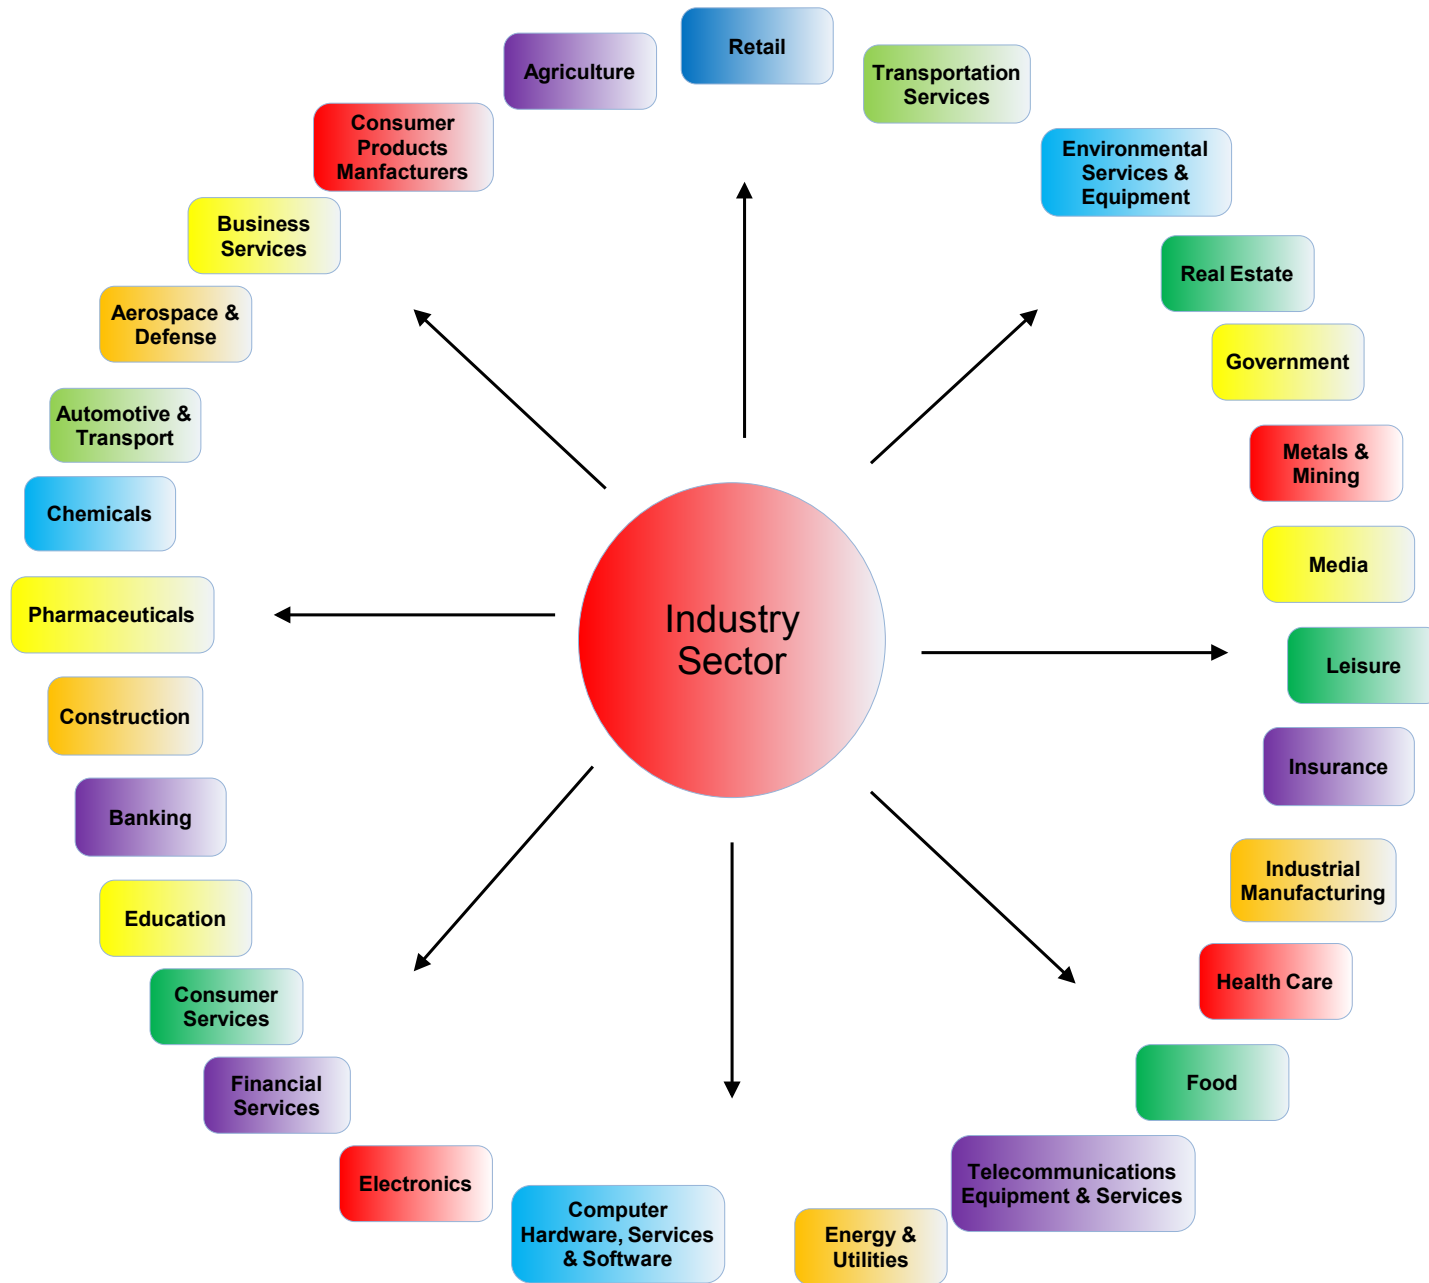 Retail
Agriculture
Transportation
Services
Consumer
Products
Manfacturers
Environmental
Services &
Equipment
Business
Services
Real Estate
Aerospace &
Defense
Government
Automotive &
Transport
Metals &
Mining
Chemicals
Media
Pharmaceuticals
Industry
Sector
Leisure
Construction
Insurance
Banking
Industrial
Manufacturing
Education
Health Care
Consumer
Services
Food
Financial
Services
Telecommunications
Equipment & Services
Electronics
Computer
Hardware, Services
& Software
Energy &
Utilities